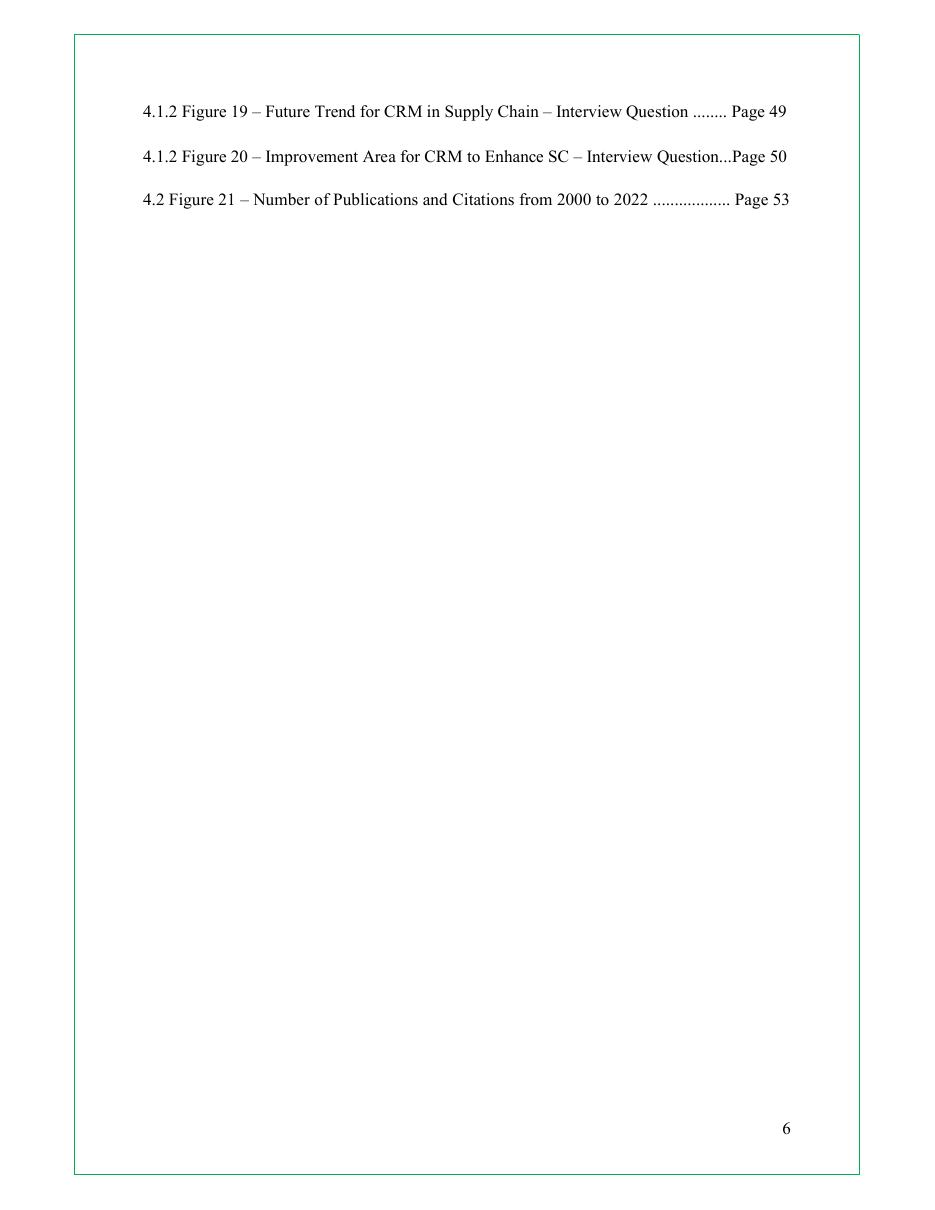 4.1.2 Figure 19 – Future Trend for CRM in Supply Chain – Interview Question ........ Page 49
4.1.2 Figure 20 – Improvement Area for CRM to Enhance SC – Interview Question...Page 50
4.2 Figure 21 – Number of Publications and Citations from 2000 to 2022 .................. Page 53
6